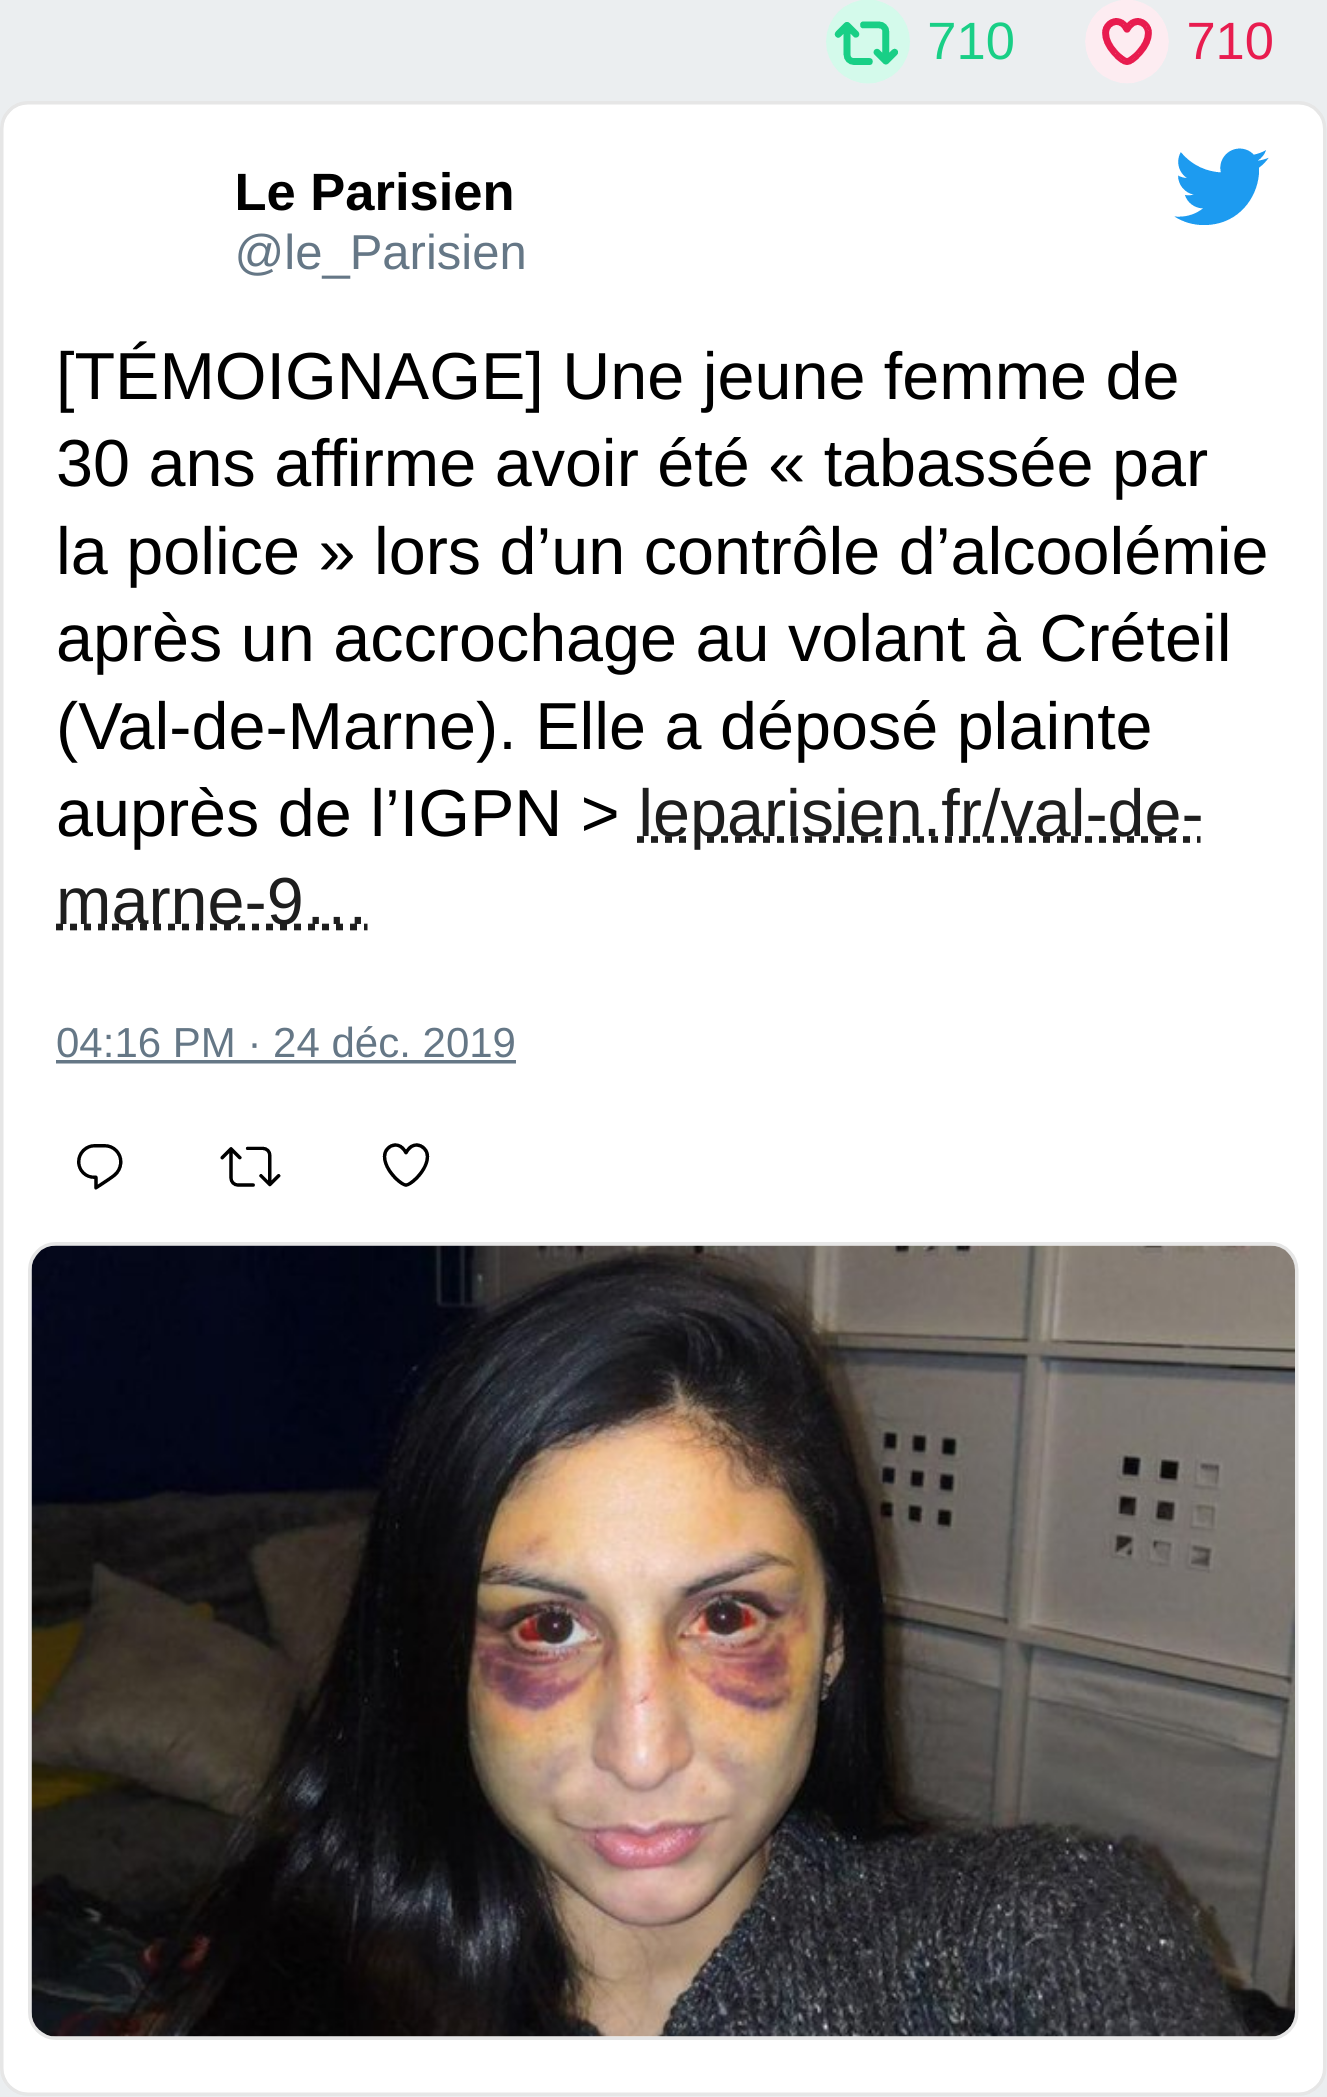 710 710
Le Parisien
@le_Parisien
[TÉMOIGNAGE] Une jeune femme de
30 ans affirme avoir été « tabassée par
la police » lors d’un contrôle d’alcoolémie
après un accrochage au volant à Créteil
(Val-de-Marne). Elle a déposé plainte
auprès de l’IGPN > leparisien.fr/val-de-
marne-9…
04:16 PM · 24 déc. 2019